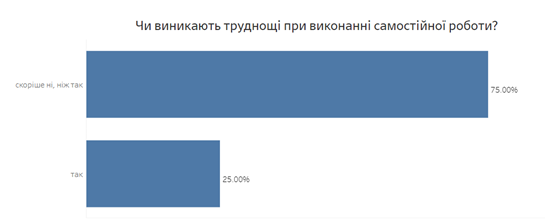 Чи виникають труднощі при виконанні самостійної роботи?
скоріше ні, ніж так
75.00%
так
25.00%